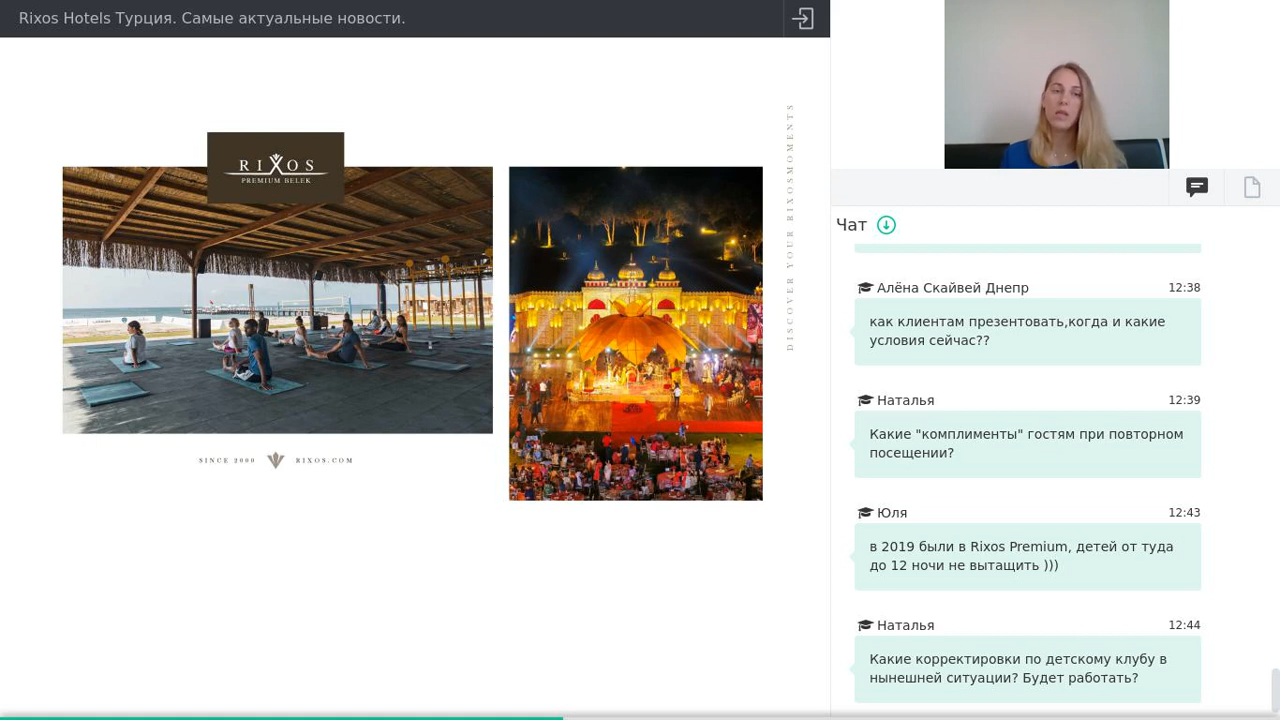 Rixos Hotels Турция. Самые актуальные новости.
RIXOS
PREMIUM BELEK
DISCOVER YOUR RIXOSMOMENTS
SINCE 2000
RIXOS.COM
Чат
Алёна Скайвей Днепр
12:38
как клиентам презентовать,когда и какие
условия сейчас??
Наталья
12:39
Какие "комплименты" гостям при повторном
посещении?
Юля
12:43
в 2019 были в Rixos Premium, детей от туда
до 12 ночи не вытащить )))
Наталья
12:44
Какие корректировки по детскому клубу в
нынешней ситуации? Будет работать?